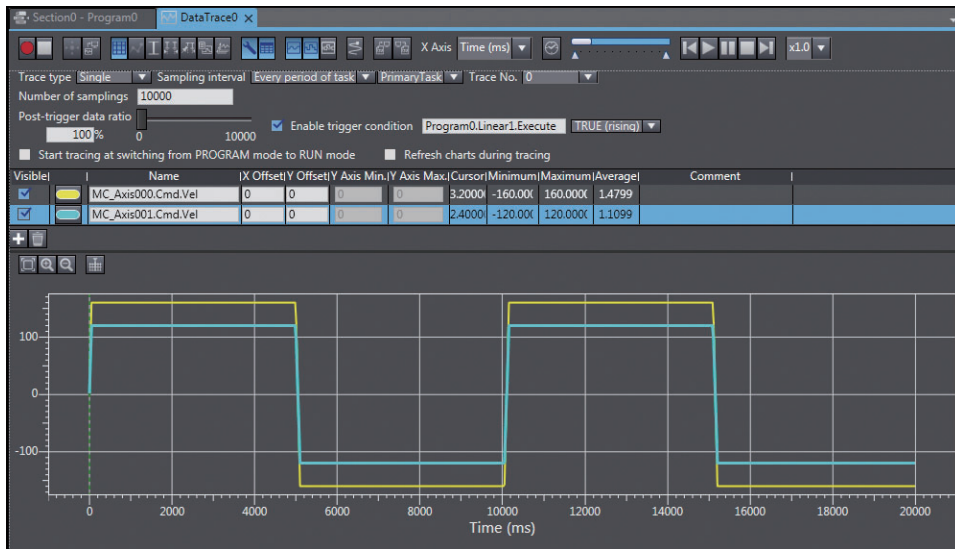 Section0 - Program0 DataTrace0
X Axis Time (ms) x1.0
Trace type Single Sampling interval Every period of task PrimaryTask Trace No. 0
Number of samplings 10000
Post-trigger data ratio
Enable trigger condition Program0.Linear1.Execute TRUE (rising)
100 % 0 10000
Start tracing at switching from PROGRAM mode to RUN mode Refresh charts during tracing
Visible Name X Offset Y Offset Y Axis Min. Y Axis Max. Cursor Minimum Maximum Average Comment
MC_Axis000.Cmd.Vel 0 0 0 0 3.2000 -160.00 160.000 1.4799
MC_Axis001.Cmd.Vel 0 0 0 0 2.4000 -120.00 120.000 1.1099
100
0
-100
0 2000 4000 6000 8000 10000 12000 14000 16000 18000 20000
Time (ms)